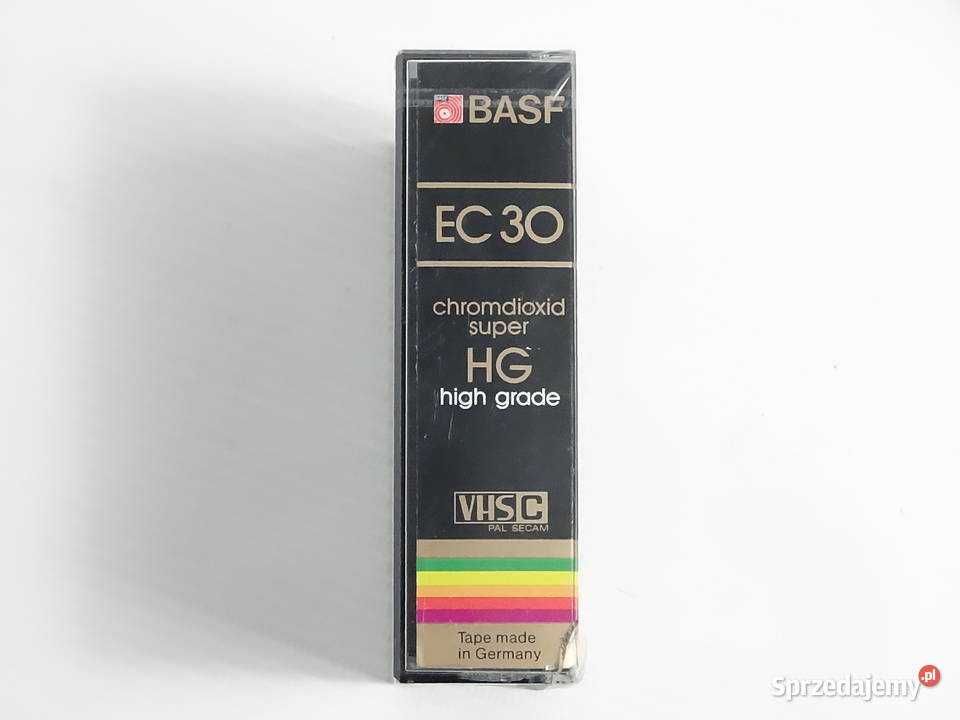 BASF
EC 30
chromdioxid
super
HG
high grade
VHS C
PAL SECAM
Tape made
in Germany
Sprzedajemy.pl